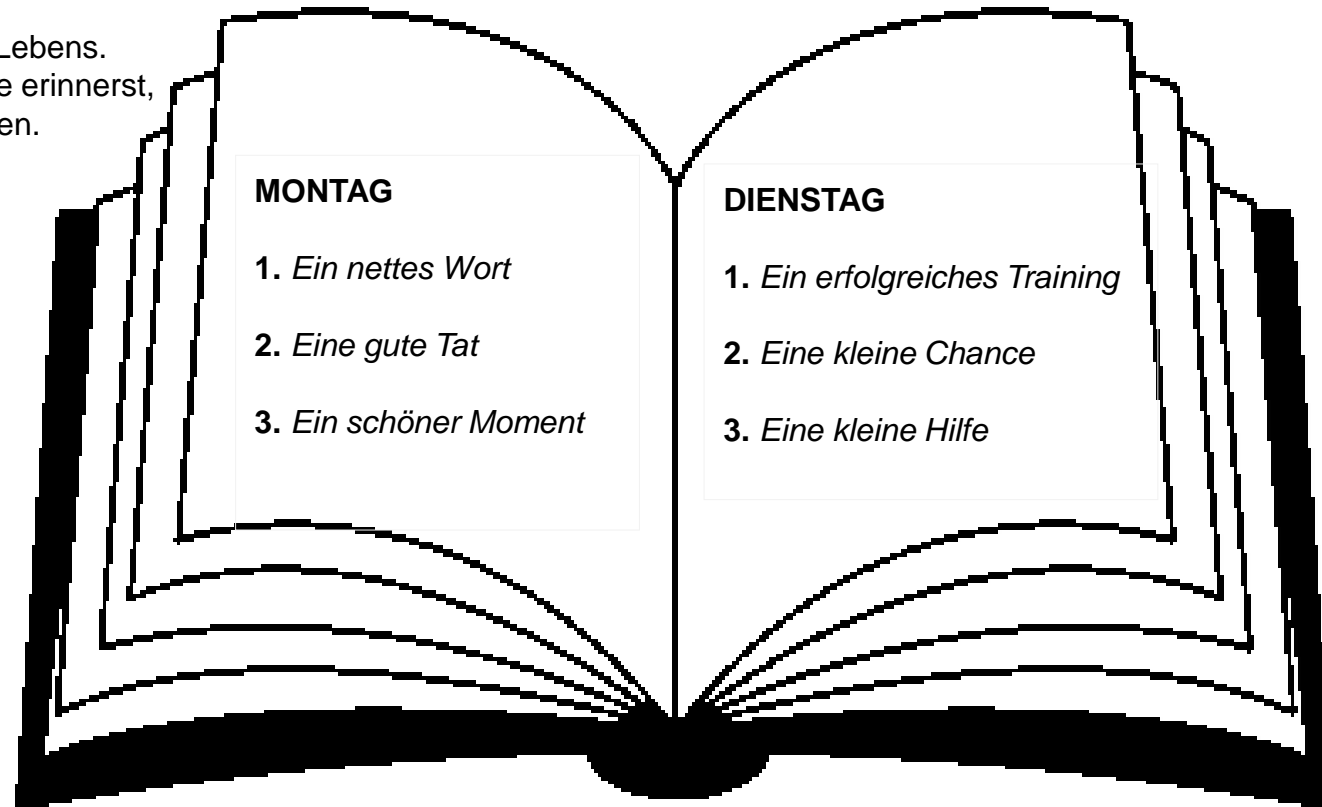 Lebens.
e erinnerst,
en.
MONTAG
1. Ein nettes Wort
2. Eine gute Tat
3. Ein schöner Moment
DIENSTAG
1. Ein erfolgreiches Training
2. Eine kleine Chance
3. Eine kleine Hilfe